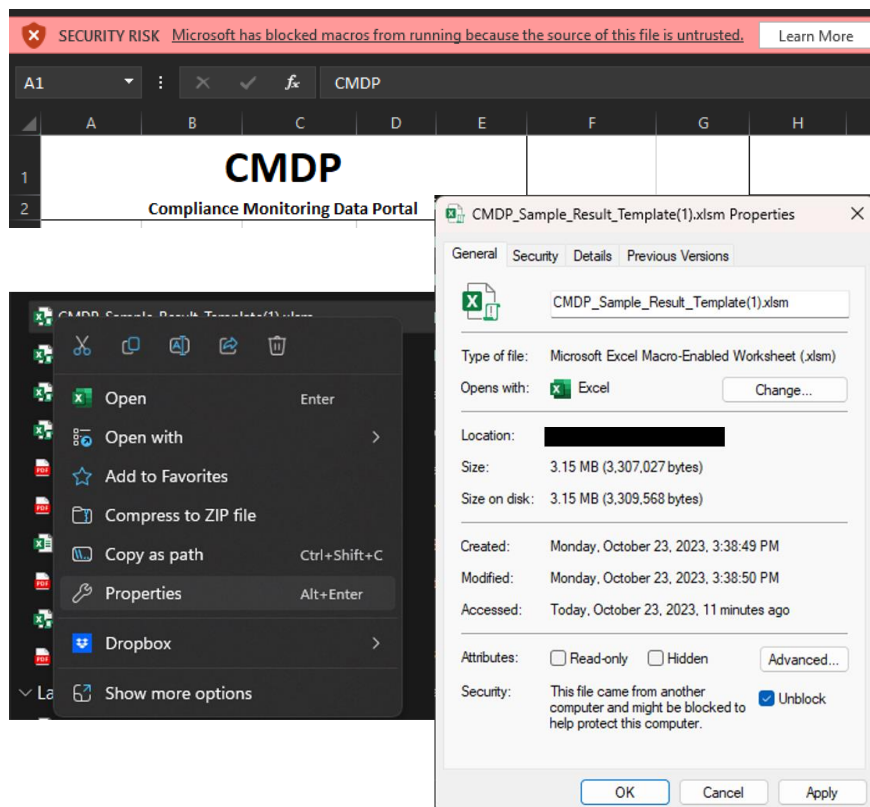 SECURITY RISK Microsoft has blocked macros from running because the source of this file is untrusted. Learn More
A1 fx CMDP
A B C D E F G H
1 CMDP
2 Compliance Monitoring Data Portal
CMDP_Sample_Result_Template(1).xlsm
Open Enter
Open with
Add to Favorites
Compress to ZIP file
Copy as path Ctrl+Shift+C
Properties Alt+Enter
Dropbox
La
Show more options
CMDP_Sample_Result_Template(1).xlsm Properties
General Security Details Previous Versions
CMDP_Sample_Result_Template(1).xlsm
Type of file: Microsoft Excel Macro-Enabled Worksheet (.xlsm)
Opens with: Excel Change...
Location:
Size: 3.15 MB (3,307,027 bytes)
Size on disk: 3.15 MB (3,309,568 bytes)
Created: Monday, October 23, 2023, 3:38:49 PM
Modified: Monday, October 23, 2023, 3:38:50 PM
Accessed: Today, October 23, 2023, 11 minutes ago
Attributes: Read-only Hidden Advanced...
Security: This file came from another
computer and might be blocked to
help protect this computer.
Unblock
OK Cancel Apply